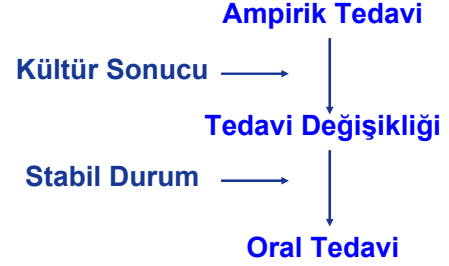 Ampirik Tedavi
Kültür Sonucu
Tedavi Değişikliği
Stabil Durum
Oral Tedavi